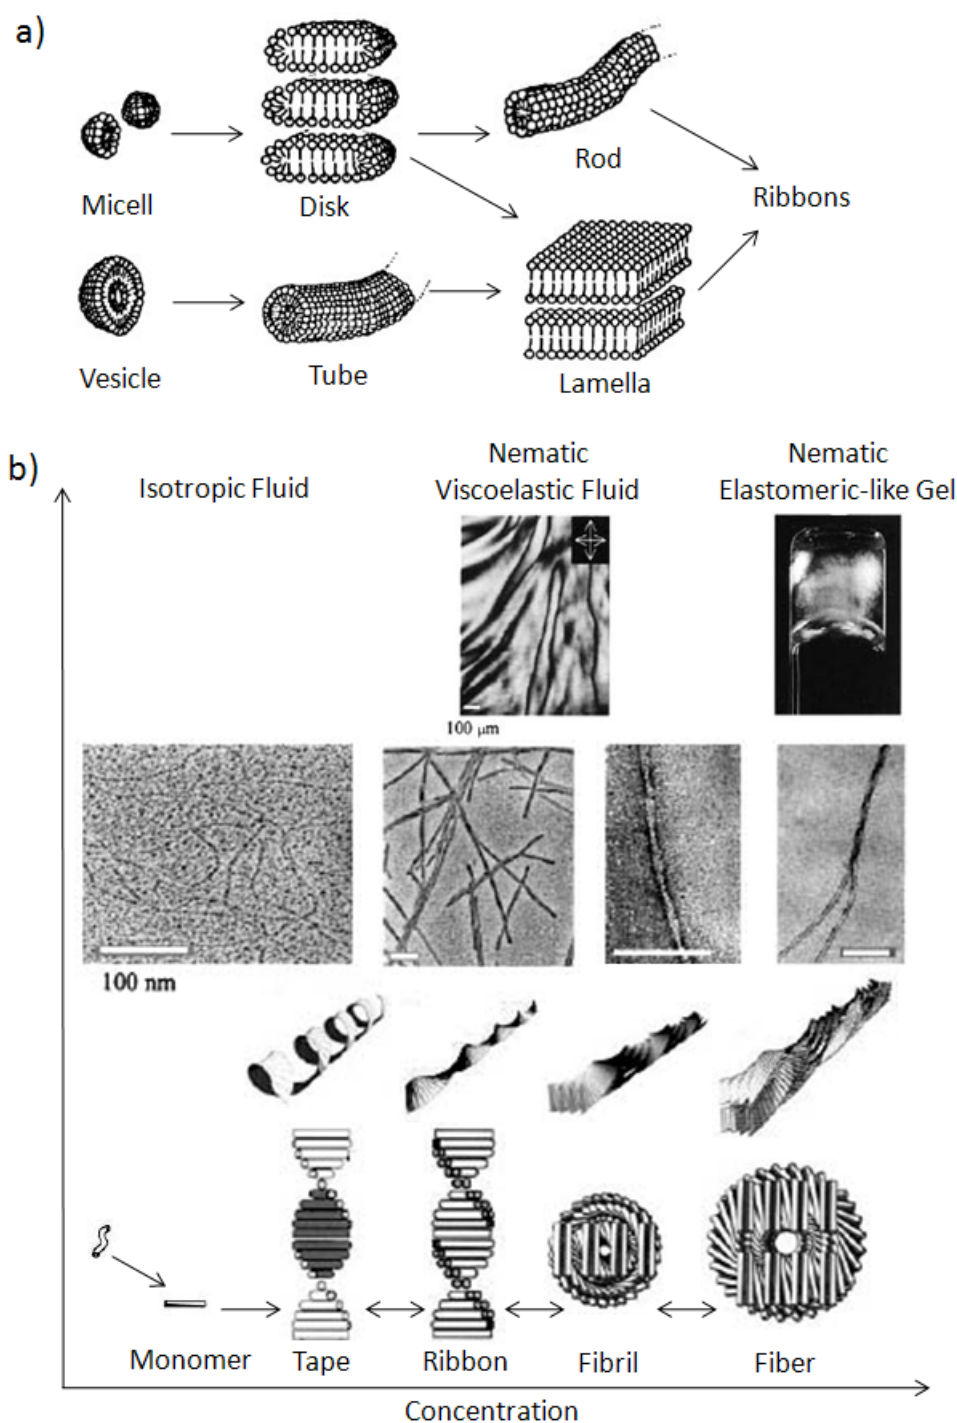 a)
Micell
Disk
Rod
Ribbons
Vesicle
Tube
Lamella
b)
Isotropic Fluid
Nematic
Viscoelastic Fluid
Nematic
Elastomeric-like Gel
100 μm
100 nm
Monomer
Tape
Ribbon
Fibril
Fiber
Concentration